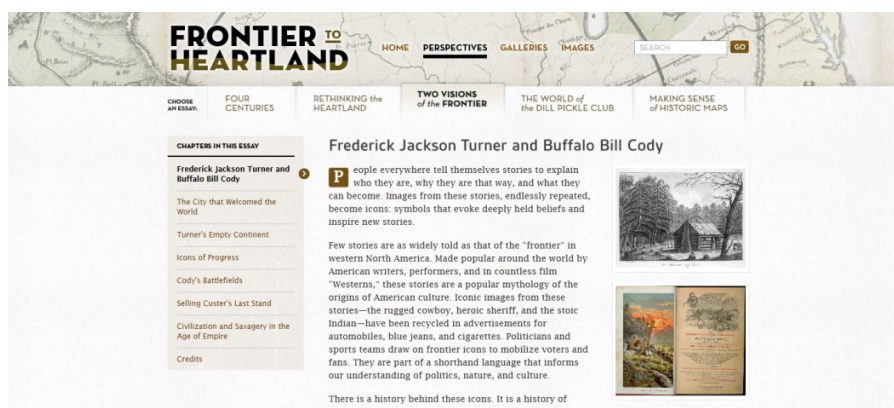 FRONTIER TO
HEARTLAND
HOME
PERSPECTIVES
GALLERIES
IMAGES
SEARCH
GO
CHOOSE
AN ESSAY:
FOUR
CENTURIES
RETHINKING the
HEARTLAND
TWO VISIONS
of the FRONTIER
THE WORLD of
the DILL PICKLE CLUB
MAKING SENSE
of HISTORIC MAPS
CHAPTERS IN THIS ESSAY
Frederick Jackson Turner and
Buffalo Bill Cody
The City that Welcomed the
World
Turner's Empty Continent
Icons of Progress
Cody's Battlefields
Selling Custer's Last Stand
Civilization and Savagery in the
Age of Empire
Credits
Frederick Jackson Turner and Buffalo Bill Cody
People everywhere tell themselves stories to explain
who they are, why they are that way, and what they
can become. Images from these stories, endlessly repeated,
become icons: symbols that evoke deeply held beliefs and
inspire new stories.
Few stories are as widely told as that of the "frontier" in
western North America. Made popular around the world by
American writers, performers, and in countless film
"Westerns," these stories are a popular mythology of the
origins of American culture. Iconic images from these
stories—the rugged cowboy, heroic sheriff, and the stoic
Indian—have been recycled in advertisements for
automobiles, blue jeans, and cigarettes. Politicians and
sports teams draw on frontier icons to mobilize voters and
fans. They are part of a shorthand language that informs
our understanding of politics, nature, and culture.
There is a history behind these icons. It is a history of